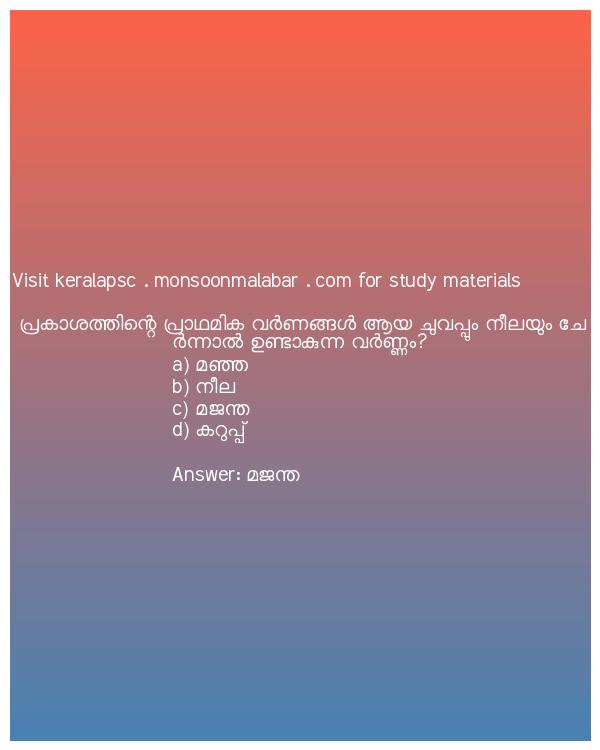 Visit keralapsc . monsoonmalabar . com for study materials
പ്രകാശത്തിന്റെ പ്രാഥമിക വർണങ്ങൾ ആയ ചുവപ്പും നീലയും ചേ
ർന്നാൽ ഉണ്ടാകുന്ന വർണ്ണം?
a) മഞ്ഞ
b) നീല
c) മജന്ത
d) കറുപ്പ്
Answer: മജന്ത